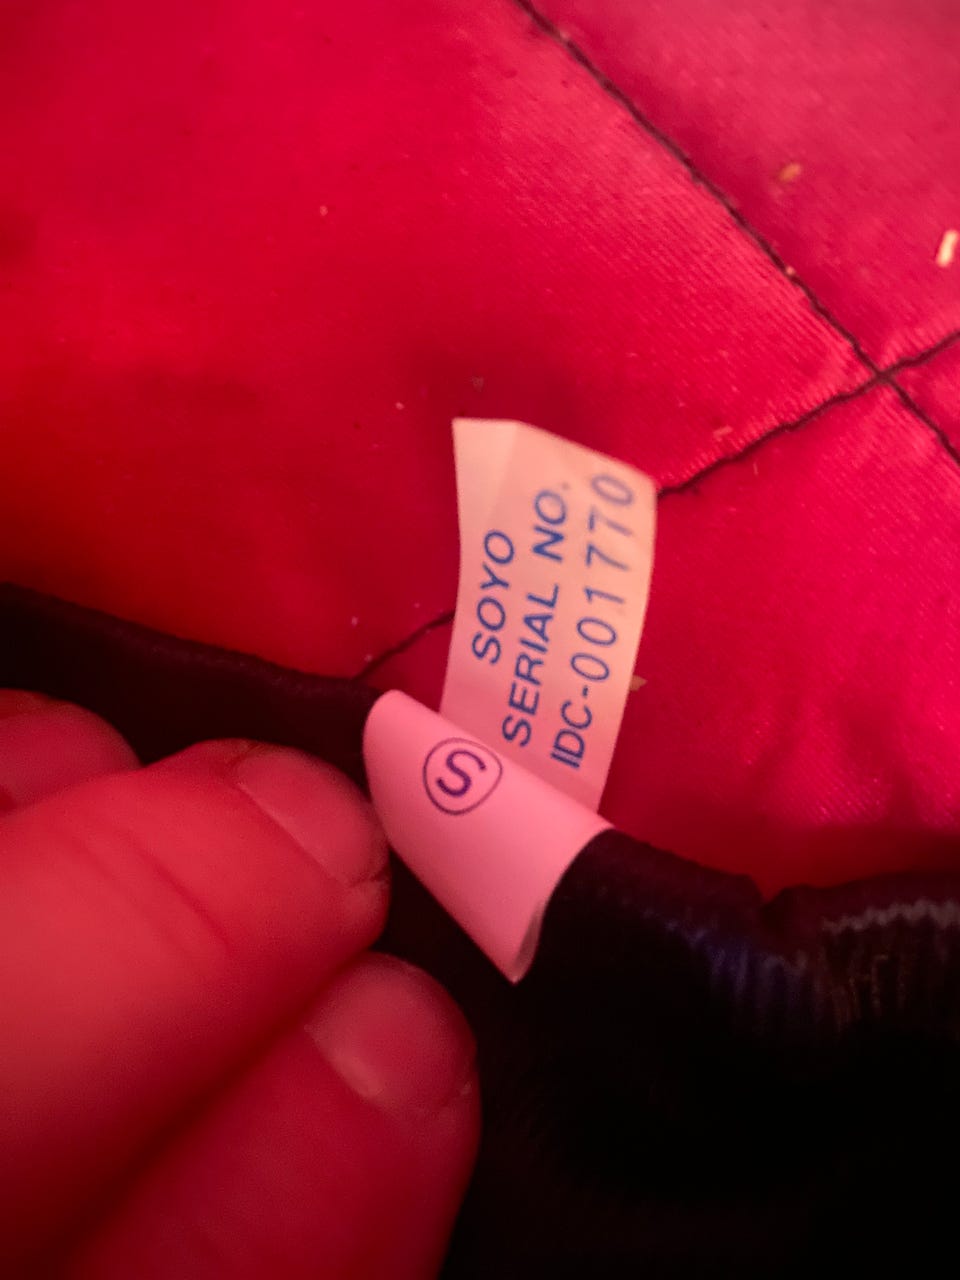 SOYO
SERIAL NO.
IDC-001770
S